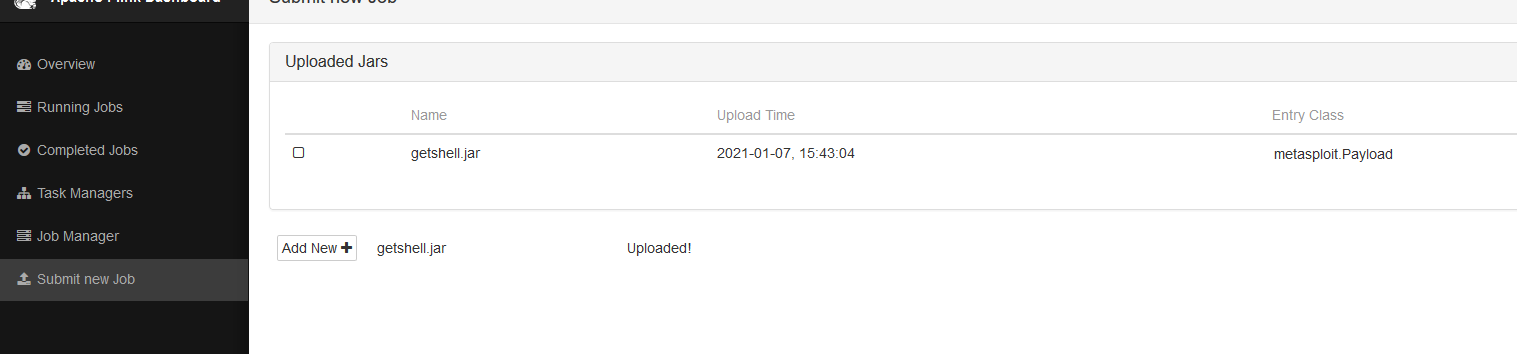 Apache Flink Dashboard
Submit new Job
Overview
Running Jobs
Completed Jobs
Task Managers
Job Manager
Submit new Job
Uploaded Jars
Name Upload Time Entry Class
getshell.jar 2021-01-07, 15:43:04 metasploit.Payload
Add New getshell.jar Uploaded!